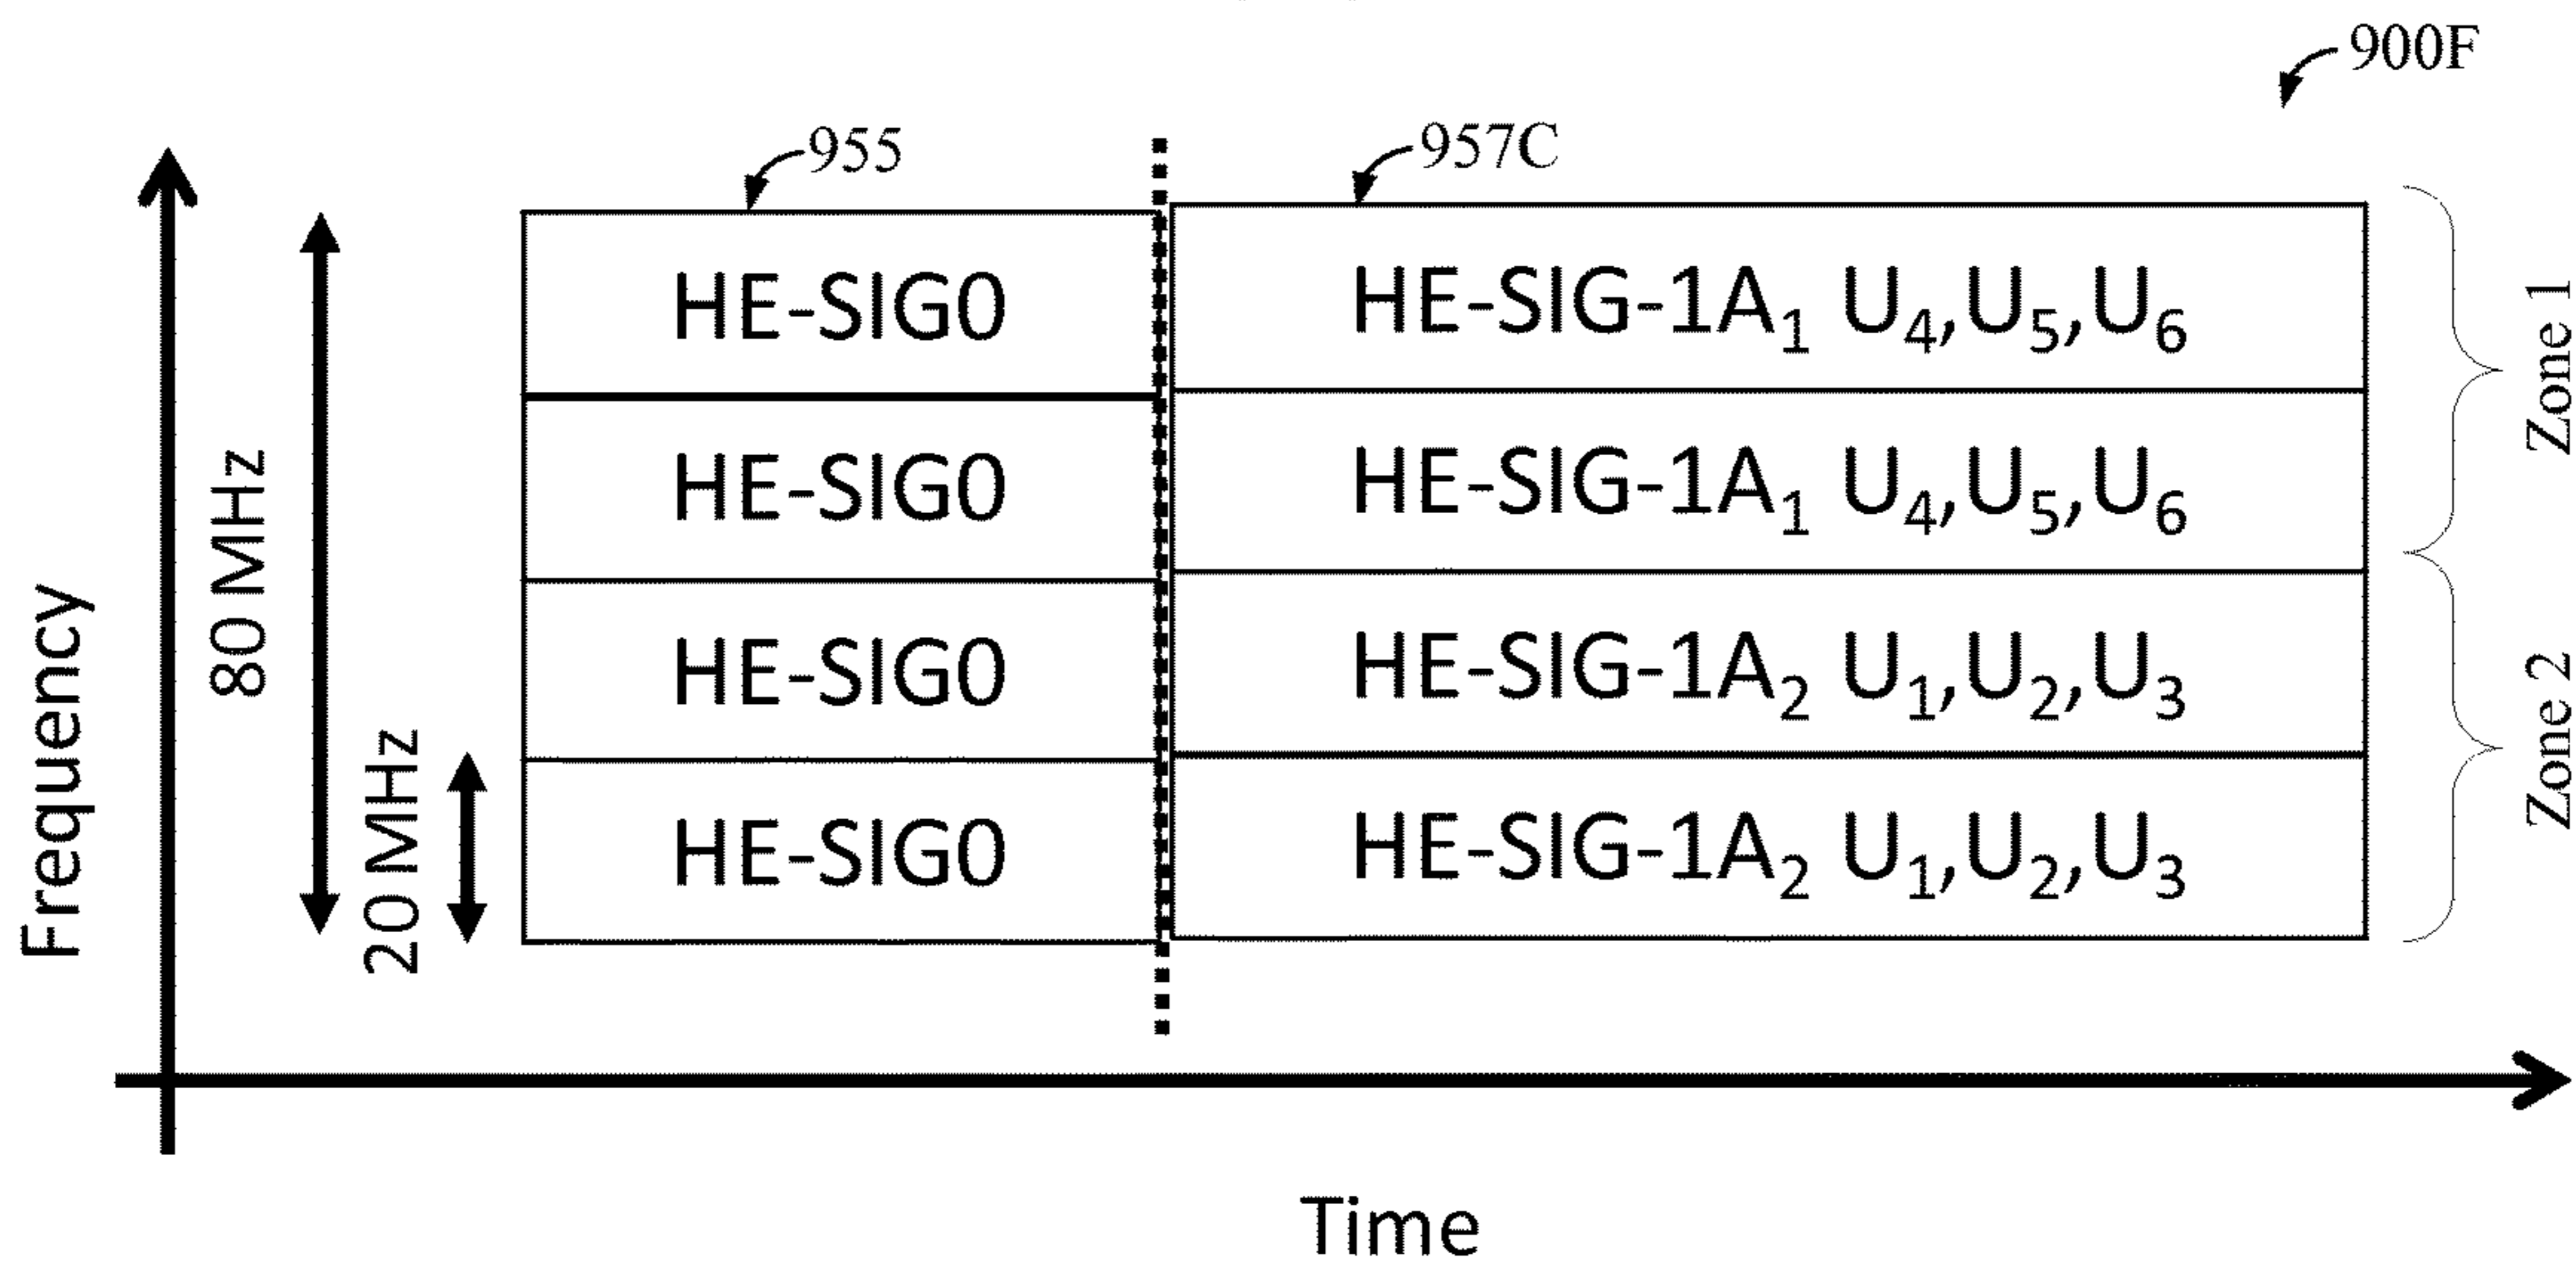 900F
955
957C
HE-SIG0
HE-SIG-1A₁ U₄,U₅,U₆
HE-SIG0
HE-SIG-1A₁ U₄,U₅,U₆
HE-SIG0
HE-SIG-1A₂ U₁,U₂,U₃
HE-SIG0
HE-SIG-1A₂ U₁,U₂,U₃
Zone 1
Zone 2
80 MHz
20 MHz
Frequency
Time